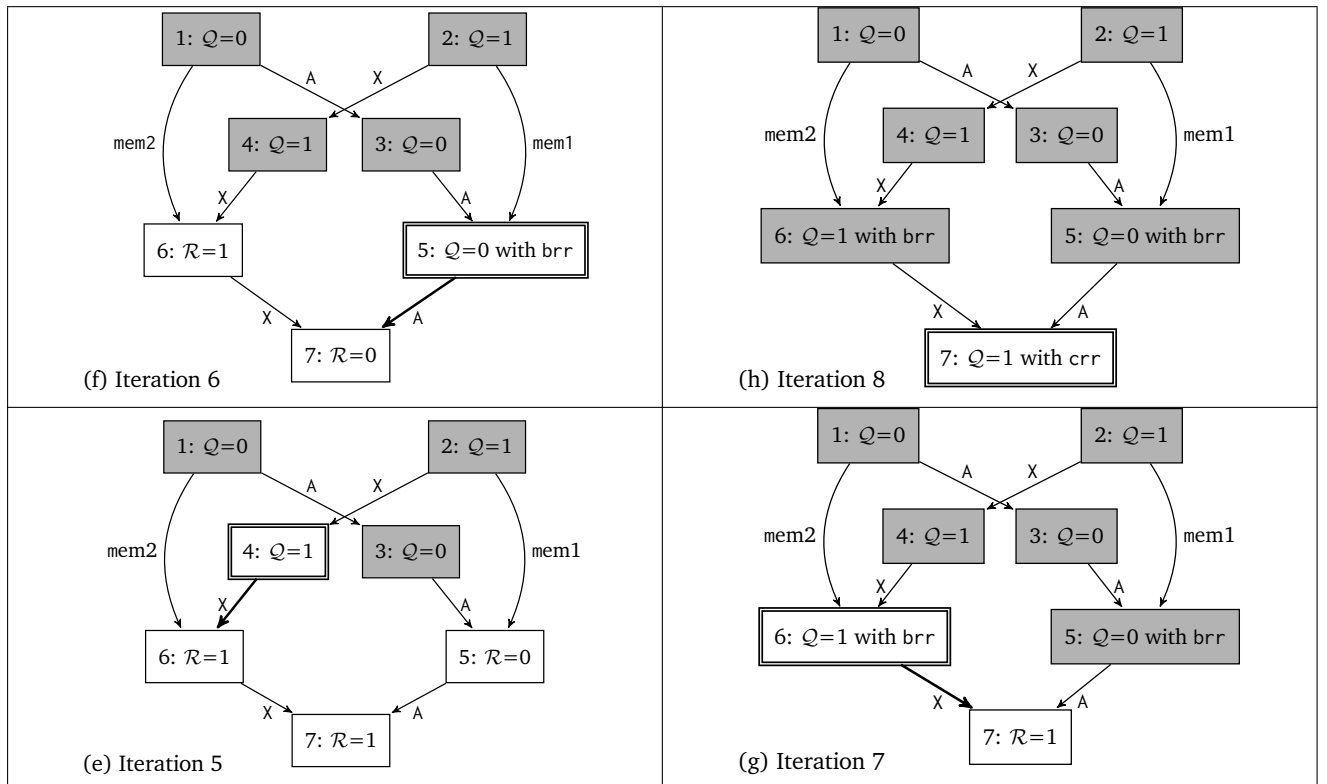 1: 𝒬=0
2: 𝒬=1
A
X
mem2
4: 𝒬=1
3: 𝒬=0
mem1
X
A
6: ℛ=1
5: 𝒬=0 with brr
X
A
7: ℛ=0
(f) Iteration 6
1: 𝒬=0
2: 𝒬=1
A
X
mem2
4: 𝒬=1
3: 𝒬=0
mem1
X
A
6: 𝒬=1 with brr
5: 𝒬=0 with brr
X
A
7: 𝒬=1 with crr
(h) Iteration 8
1: 𝒬=0
2: 𝒬=1
A
X
mem2
4: 𝒬=1
3: 𝒬=0
mem1
X
A
6: ℛ=1
5: ℛ=0
X
A
7: ℛ=1
(e) Iteration 5
1: 𝒬=0
2: 𝒬=1
A
X
mem2
4: 𝒬=1
3: 𝒬=0
mem1
X
A
6: 𝒬=1 with brr
5: 𝒬=0 with brr
X
A
7: ℛ=1
(g) Iteration 7